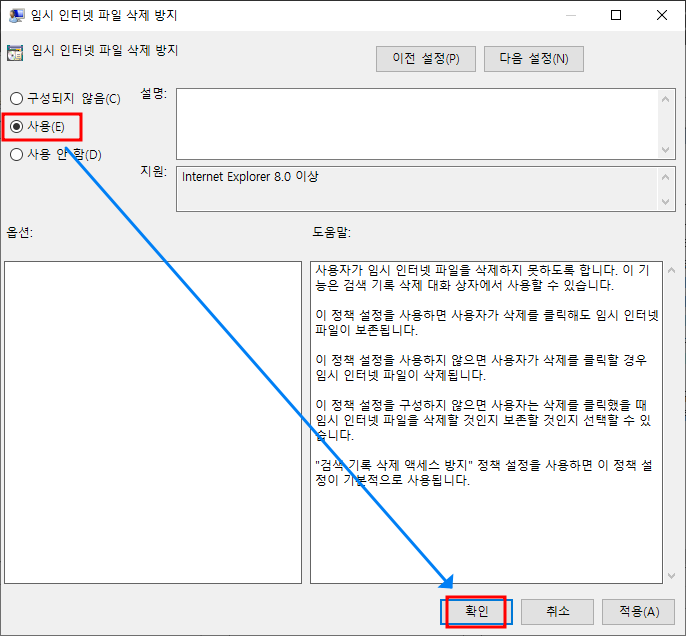 임시 인터넷 파일 삭제 방지
임시 인터넷 파일 삭제 방지
이전 설정(P)
다음 설정(N)
구성되지 않음(C)
설명:
사용(E)
사용 안 함(D)
지원:
Internet Explorer 8.0 이상
옵션:
도움말:
사용자가 임시 인터넷 파일을 삭제하지 못하도록 합니다. 이 기
능은 검색 기록 삭제 대화 상자에서 사용할 수 있습니다.
이 정책 설정을 사용하면 사용자가 삭제를 클릭해도 임시 인터넷
파일이 보존됩니다.
이 정책 설정을 사용하지 않으면 사용자가 삭제를 클릭할 경우
임시 인터넷 파일이 삭제됩니다.
이 정책 설정을 구성하지 않으면 사용자는 삭제를 클릭했을 때
임시 인터넷 파일을 삭제할 것인지 보존할 것인지 선택할 수 있
습니다.
"검색 기록 삭제 액세스 방지" 정책 설정을 사용하면 이 정책 설
정이 기본적으로 사용됩니다.
확인
취소
적용(A)